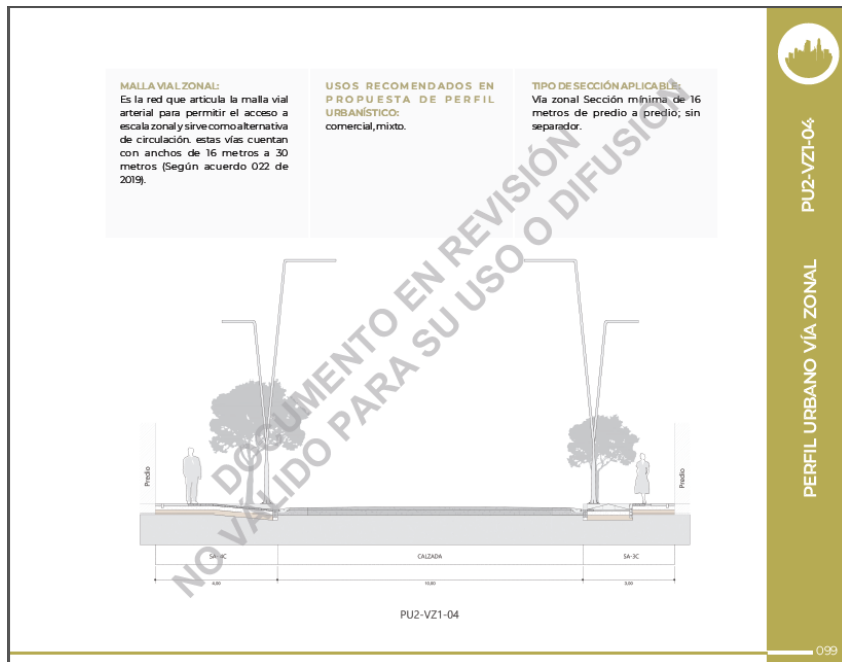 MALLA VIAL ZONAL:
Es la red que articula la malla vial
arterial para permitir el acceso a
escala zonal y sirve como alternativa
de circulación. estas vías cuentan
con anchos de 16 metros a 30
metros (Según acuerdo 022 de
2019).
USOS RECOMENDADOS EN
PROPUESTA DE PERFIL
URBANÍSTICO:
comercial, mixto.
TIPO DE SECCIÓN APLICABLE:
Vía zonal Sección mínima de 16
metros de predio a predio; sin
separador.
DOCUMENTO EN REVISIÓN
NO VÁLIDO PARA SU USO O DIFUSIÓN
Predio
Predio
CALZADA
SA-3C
PU2-VZ1-04
PU2-VZ1-04
PERFIL URBANO VÍA ZONAL
099